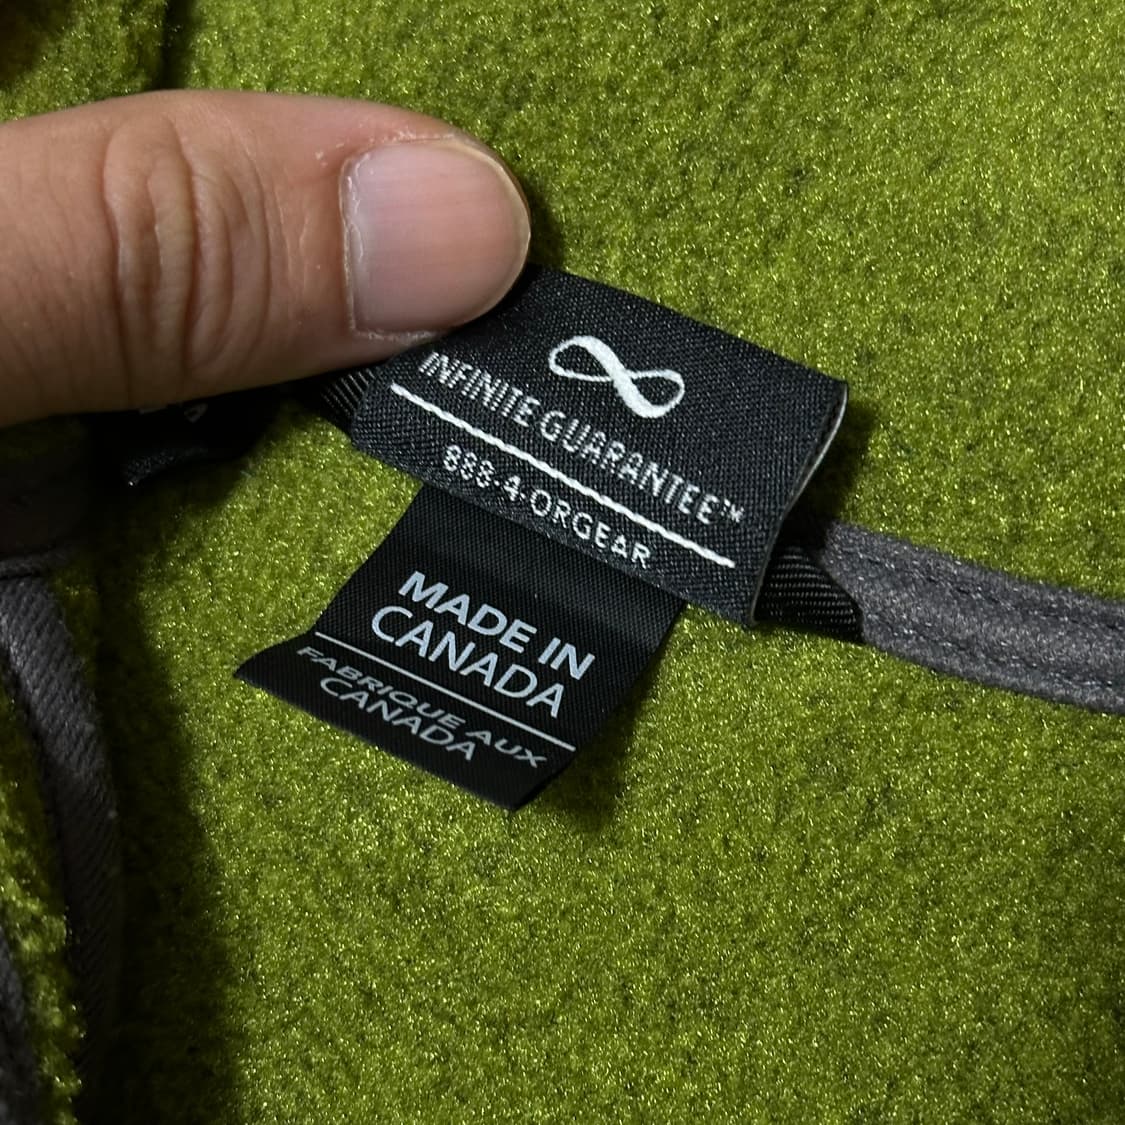 INFINITE GUARANTEE™
888-4-ORGEAR
MADE IN
CANADA
FABRIQUE AUX
CANADA